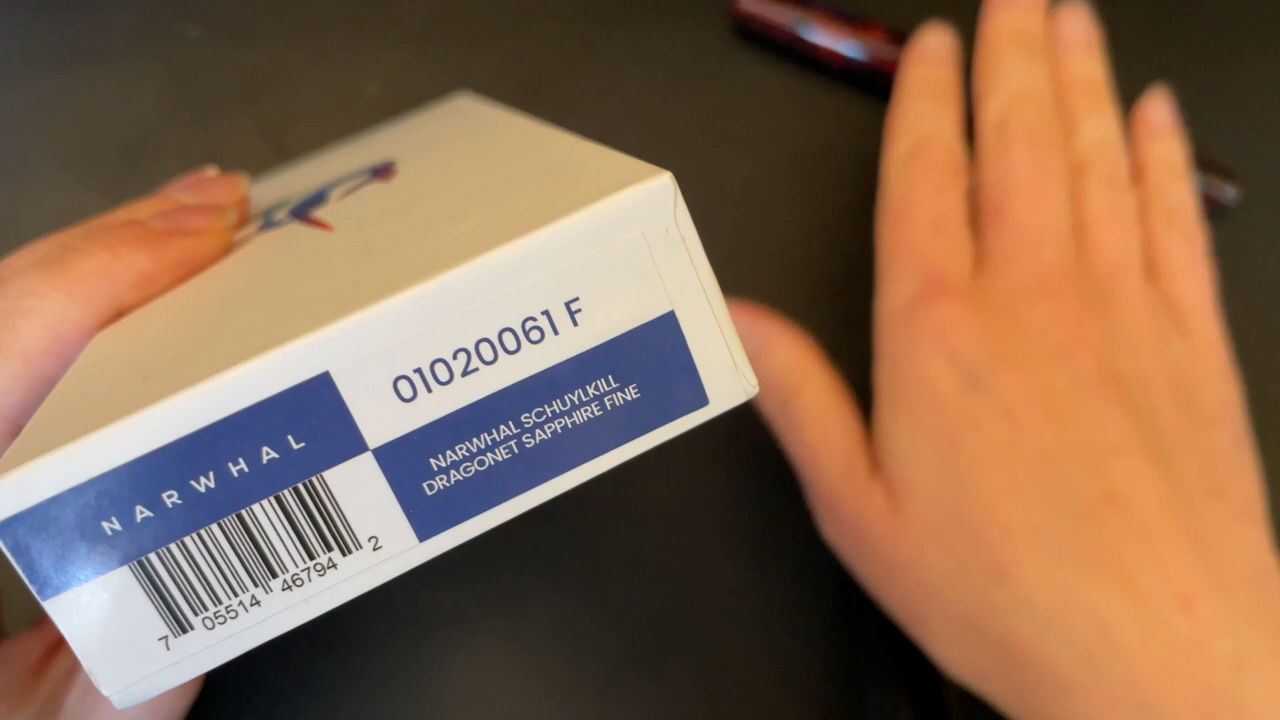 01020061 F
NARWHAL
NARWHAL SCHUYLKILL
DRAGONET SAPPHIRE FINE
7 05514 46794 2